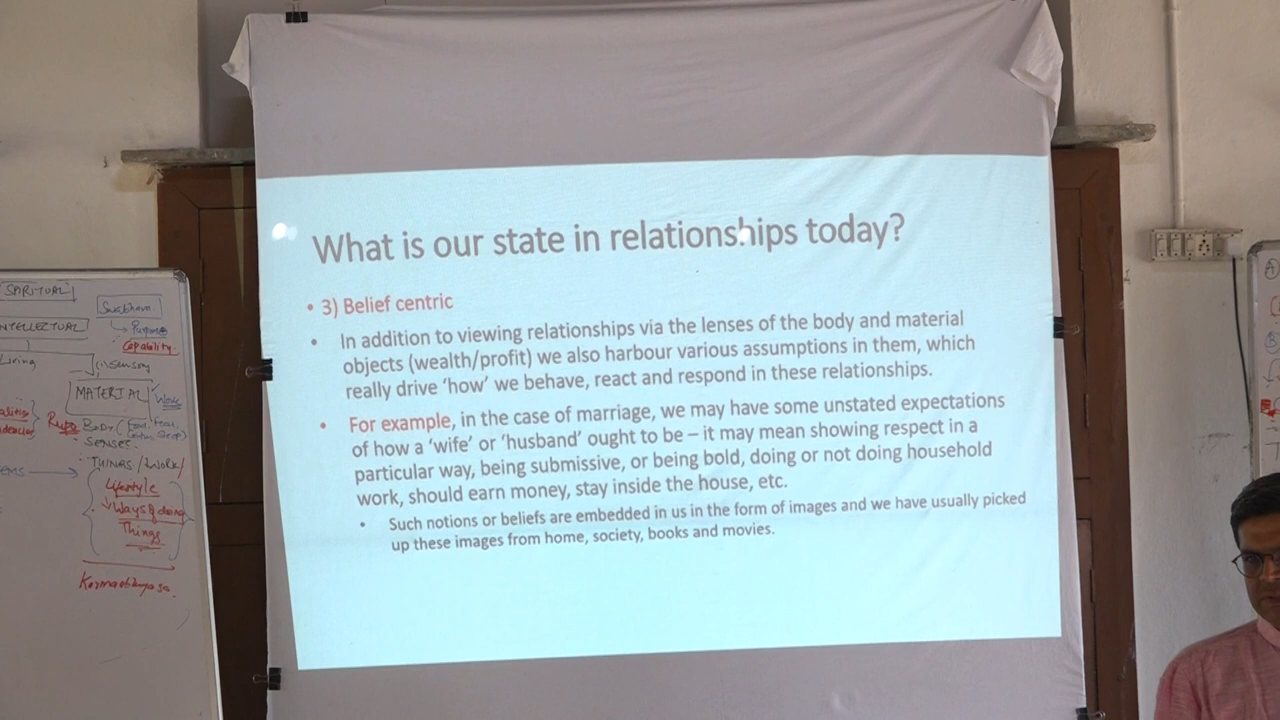 What is our state in relationships today?
• 3) Belief centric
• In addition to viewing relationships via the lenses of the body and material
objects (wealth/profit) we also harbour various assumptions in them, which
really drive ‘how’ we behave, react and respond in these relationships.
• For example, in the case of marriage, we may have some unstated expectations
of how a ‘wife’ or ‘husband’ ought to be – it may mean showing respect in a
particular way, being submissive, or being bold, doing or not doing household
work, should earn money, stay inside the house, etc.
• Such notions or beliefs are embedded in us in the form of images and we have usually picked
up these images from home, society, books and movies.
SPIRITUAL
Swabhava
Purpose
NTELLECTUAL
Capability
Living
Sensory
MATERIAL
Work
Rupa
BODY
SENSES
THINGS / WORK /
Lifestyle
Ways of doing
Things
A
B